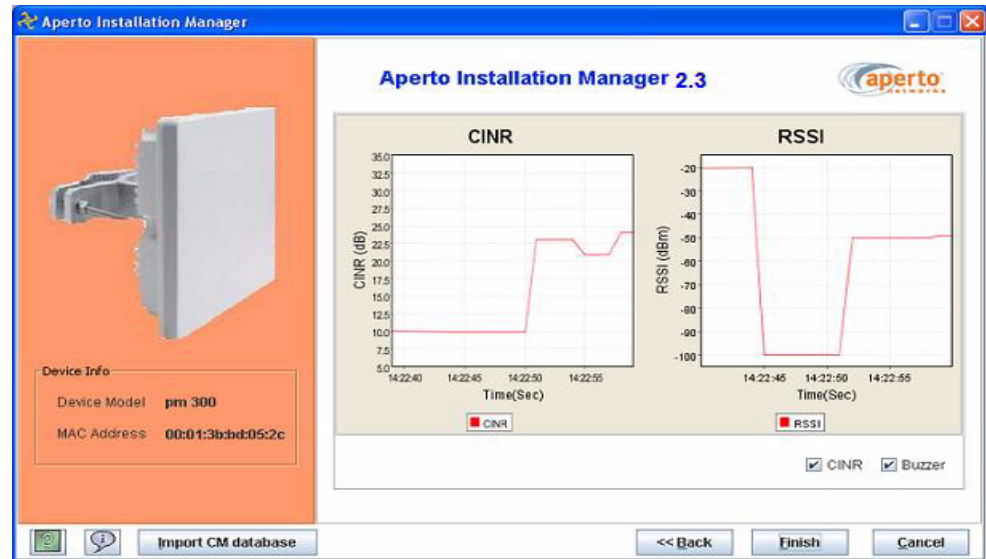 Aperto Installation Manager
Aperto Installation Manager 2.3
aperto
networks
CINR
35.0
32.5
30.0
27.5
25.0
22.5
20.0
17.5
15.0
12.5
10.0
7.5
5.0
CINR (dB)
14:22:40 14:22:45 14:22:50 14:22:55
Time(Sec)
CINR
RSSI
-20
-30
-40
-50
-60
-70
-80
-90
-100
RSSI (dBm)
14:22:45 14:22:50 14:22:55
Time(Sec)
RSSI
Device Info
Device Model pm 300
MAC Address 00:01:3b:bd:05:2c
CINR Buzzer
Import CM database
<< Back Finish Cancel